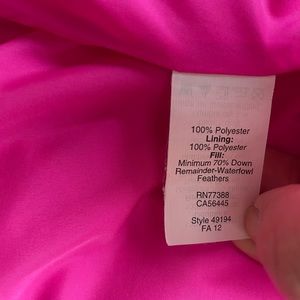 100% Polyester
Lining:
100% Polyester
Fill:
Minimum 70% Down
Remainder-Waterfowl
Feathers
RN77388
CA56445
Style 49194
FA 12